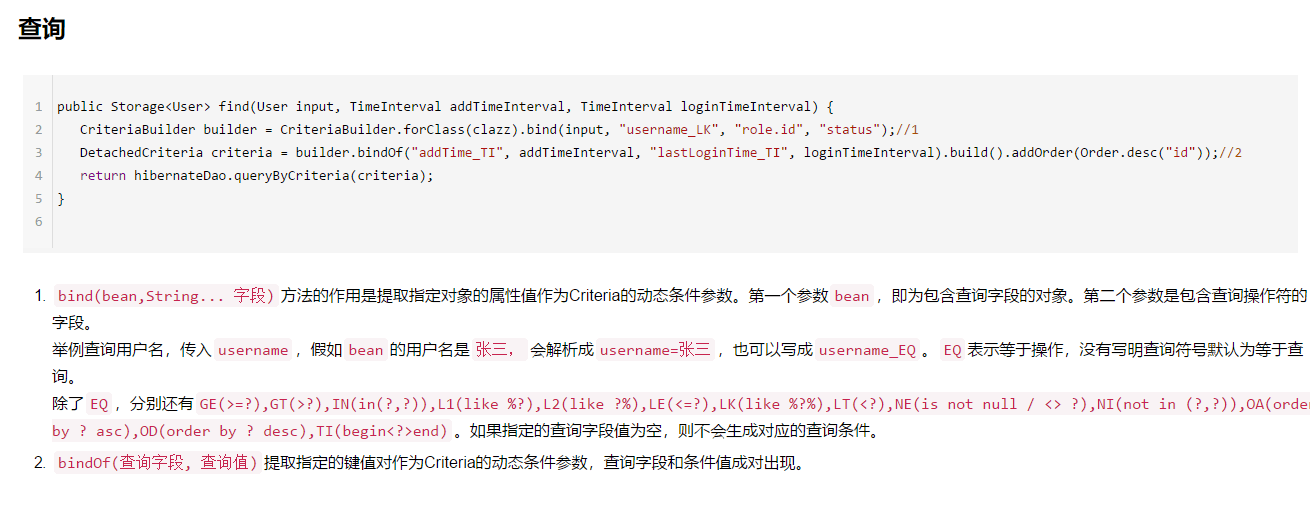 查询
1 public Storage<User> find(User input, TimeInterval addTimeInterval, TimeInterval loginTimeInterval) {
2    CriteriaBuilder builder = CriteriaBuilder.forClass(clazz).bind(input, "username_LK", "role.id", "status");//1
3    DetachedCriteria criteria = builder.bindOf("addTime_TI", addTimeInterval, "lastLoginTime_TI", loginTimeInterval).build().addOrder(Order.desc("id"));//2
4    return hibernateDao.queryByCriteria(criteria);
5 }
6
1. bind(bean,String... 字段) 方法的作用是提取指定对象的属性值作为Criteria的动态条件参数。第一个参数 bean ，即为包含查询字段的对象。第二个参数是包含查询操作符的
字段。
举例查询用户名，传入 username ，假如 bean 的用户名是 张三， 会解析成 username=张三 ，也可以写成 username_EQ 。 EQ 表示等于操作，没有写明查询符号默认为等于查
询。
除了 EQ ，分别还有 GE(>=?),GT(>?),IN(in(?,?)),L1(like %?),L2(like ?%),LE(<=?),LK(like %?%),LT(<?),NE(is not null / <> ?),NI(not in (?,?)),OA(order
by ? asc),OD(order by ? desc),TI(begin<?>end) 。如果指定的查询字段值为空，则不会生成对应的查询条件。
2. bindOf(查询字段, 查询值) 提取指定的键值对作为Criteria的动态条件参数，查询字段和条件值成对出现。